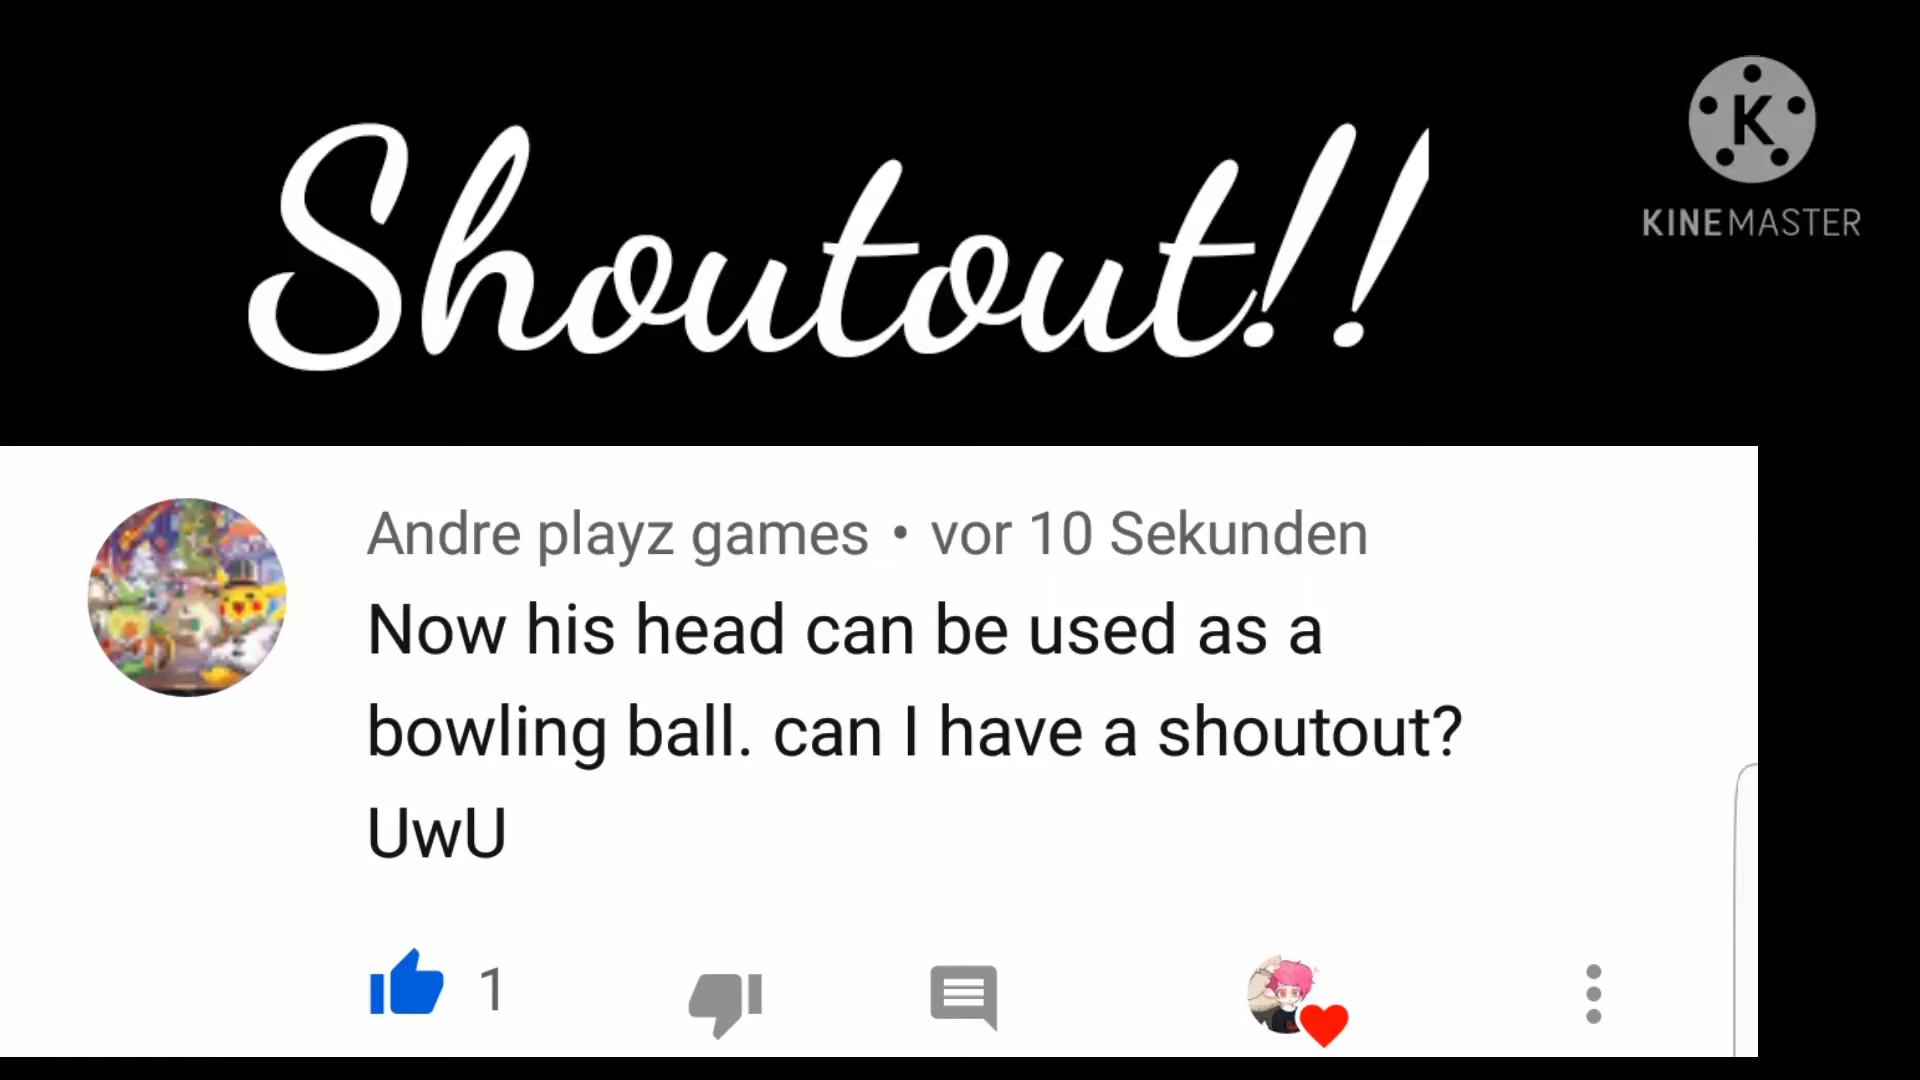 Shoutout!!
K
KINEMASTER
Andre playz games • vor 10 Sekunden
Now his head can be used as a
bowling ball. can I have a shoutout?
UwU
1